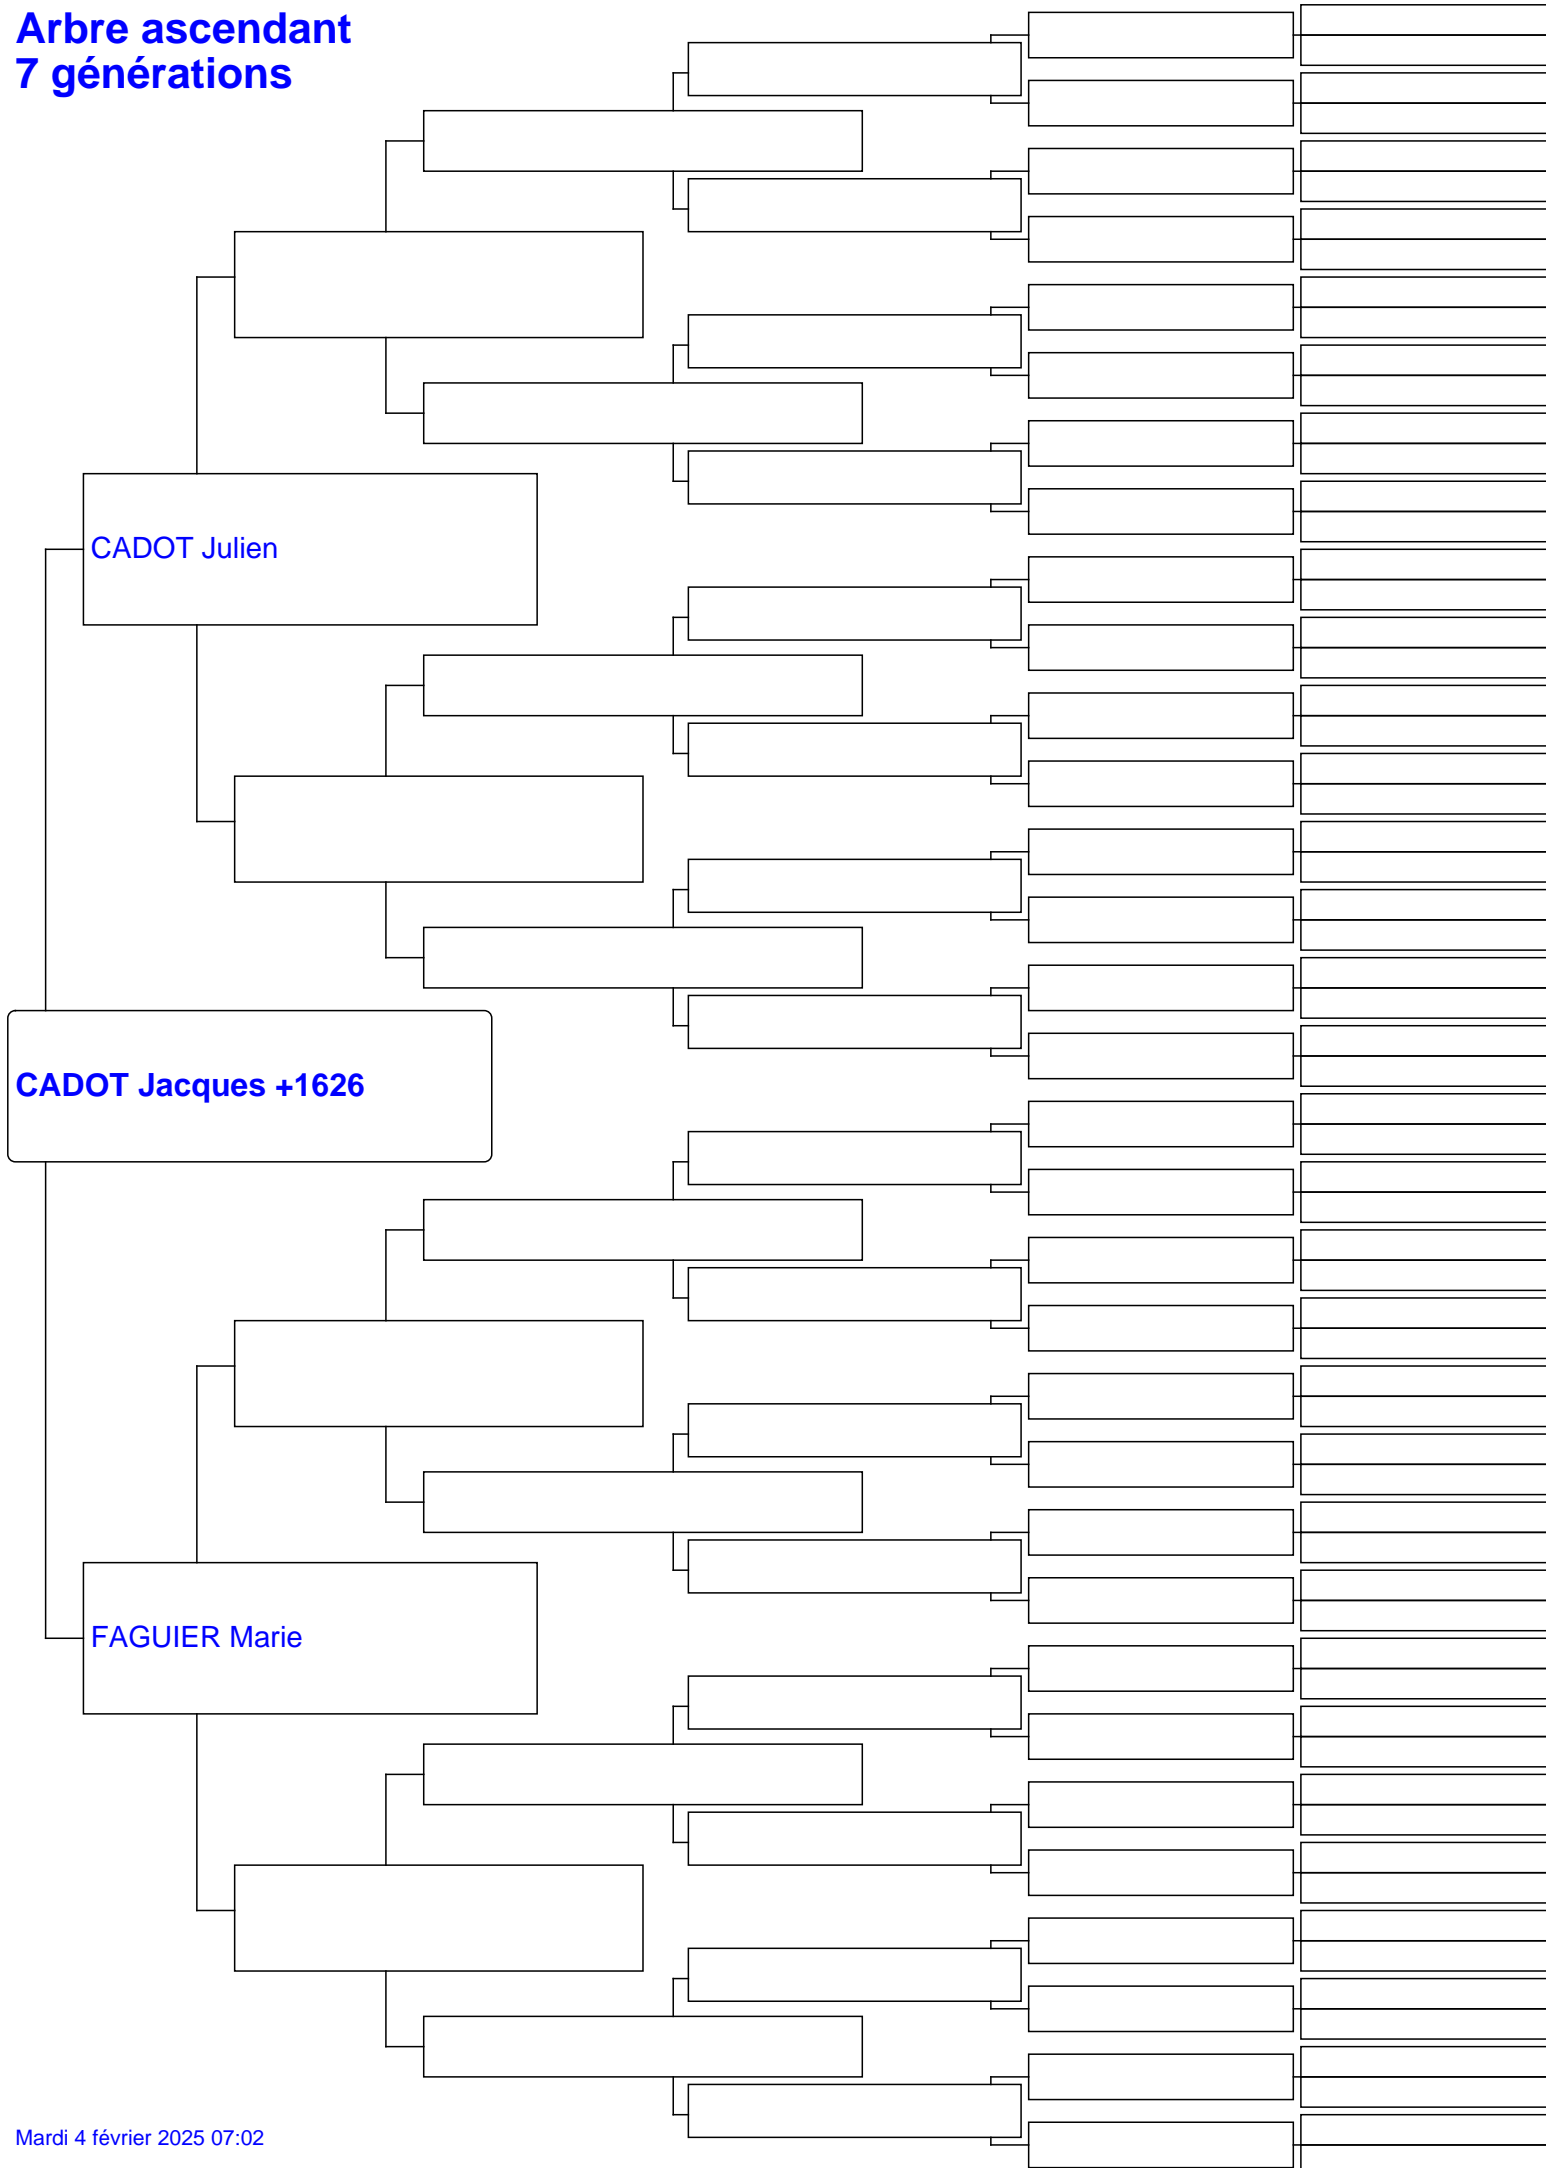 Arbre ascendant
7 générations
CADOT Julien
CADOT Jacques +1626
FAGUIER Marie
Mardi 4 février 2025 07:02